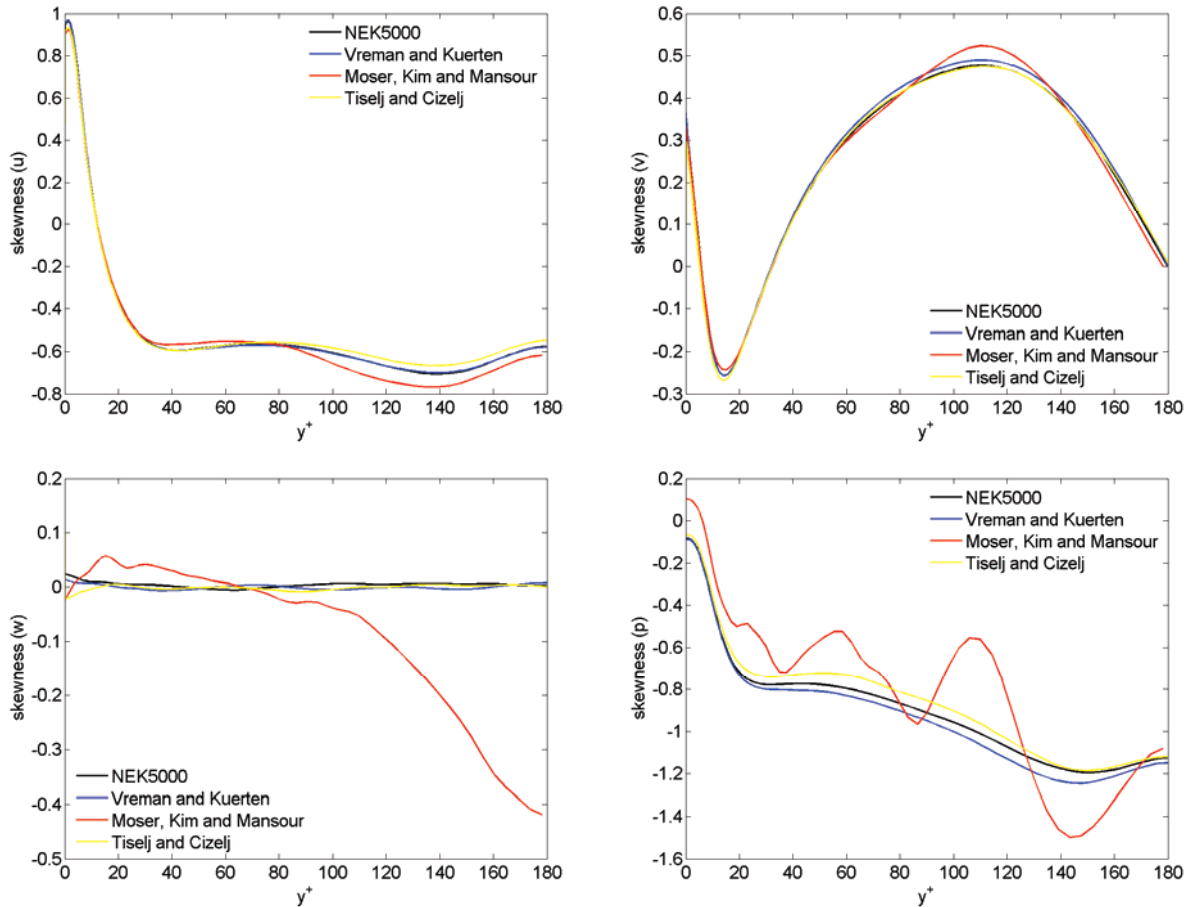 1
0.8
0.6
0.4
0.2
0
-0.2
-0.4
-0.6
-0.8
skewness (u)
0 20 40 60 80 100 120 140 160 180
y+
NEK5000
Vreman and Kuerten
Moser, Kim and Mansour
Tiselj and Cizelj
0.6
0.5
0.4
0.3
0.2
0.1
0
-0.1
-0.2
-0.3
skewness (v)
0 20 40 60 80 100 120 140 160 180
y+
NEK5000
Vreman and Kuerten
Moser, Kim and Mansour
Tiselj and Cizelj
0.2
0.1
0
-0.1
-0.2
-0.3
-0.4
-0.5
skewness (w)
0 20 40 60 80 100 120 140 160 180
y+
NEK5000
Vreman and Kuerten
Moser, Kim and Mansour
Tiselj and Cizelj
0.2
0
-0.2
-0.4
-0.6
-0.8
-1
-1.2
-1.4
-1.6
skewness (p)
0 20 40 60 80 100 120 140 160 180
y+
NEK5000
Vreman and Kuerten
Moser, Kim and Mansour
Tiselj and Cizelj